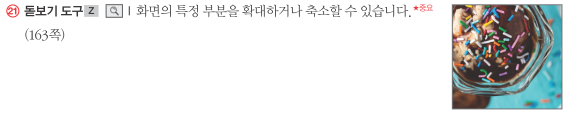 ㉑ 돋보기 도구 Z | 화면의 특정 부분을 확대하거나 축소할 수 있습니다. ★중요
(163쪽)